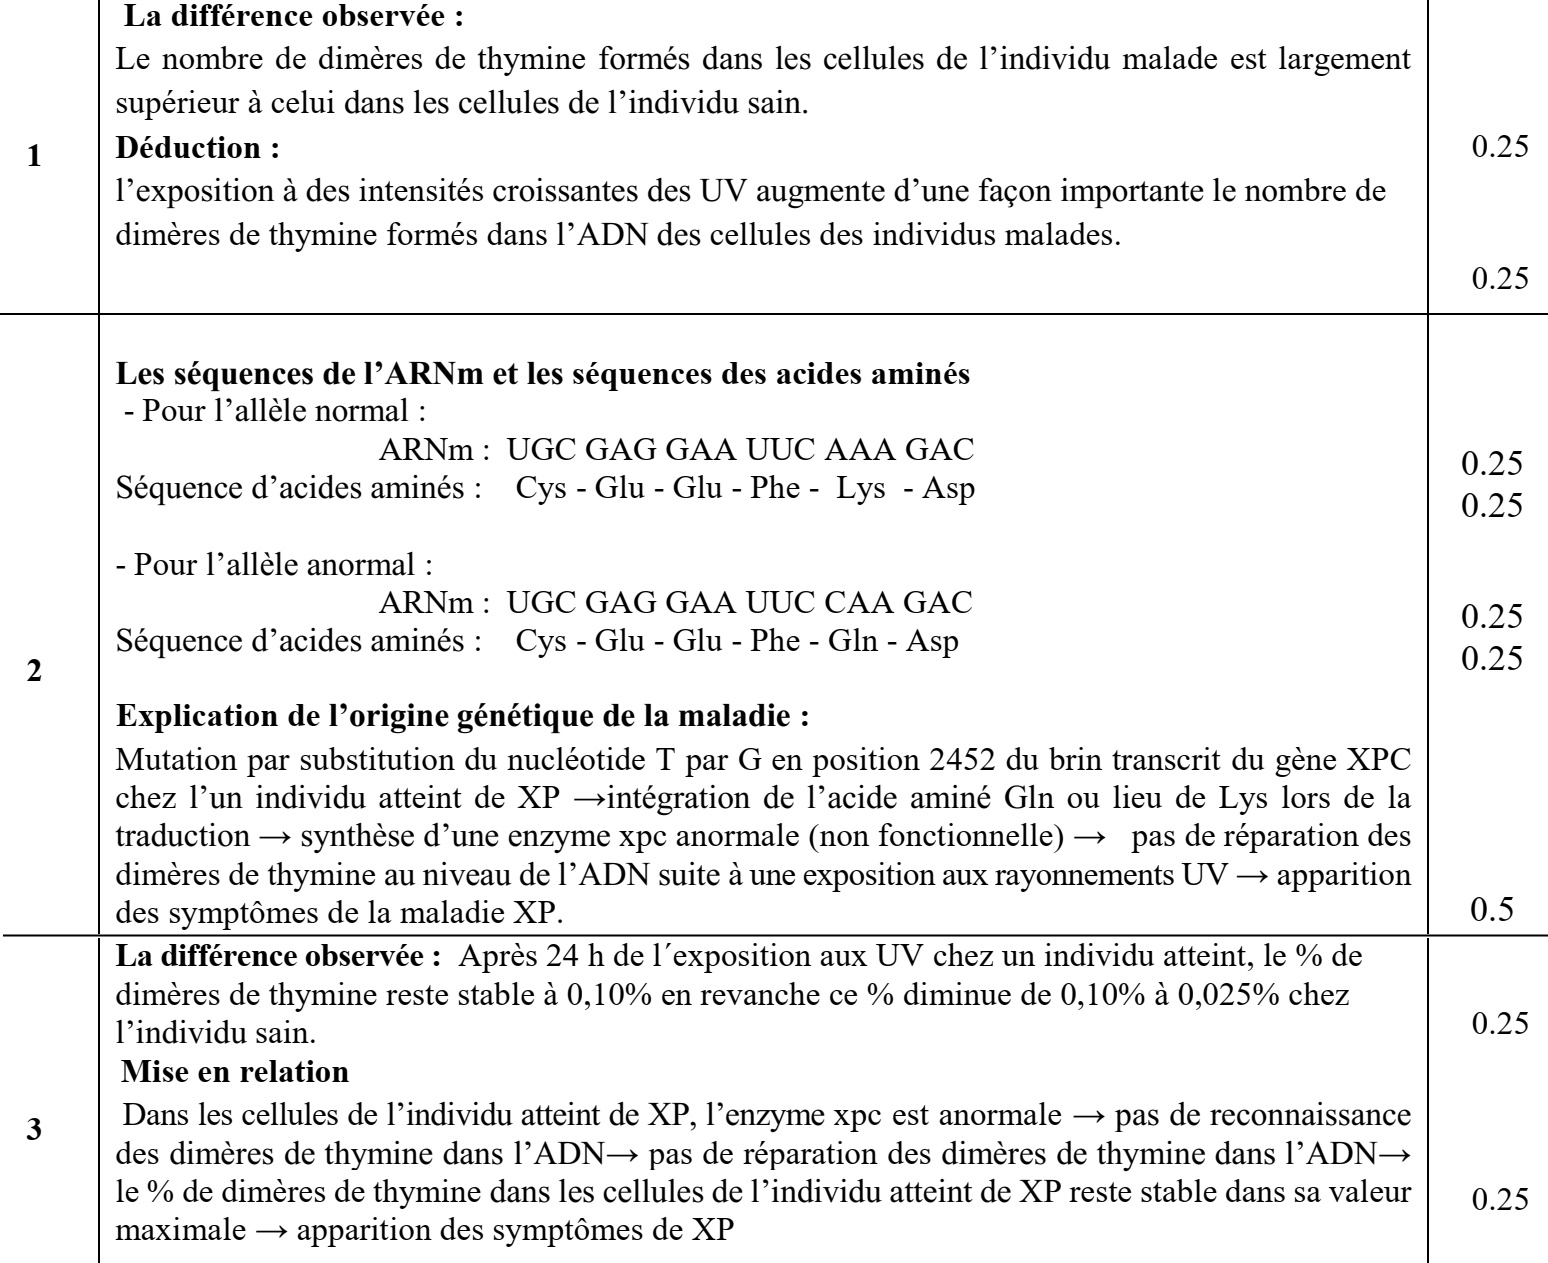 La différence observée :
Le nombre de dimères de thymine formés dans les cellules de l’individu malade est largement
supérieur à celui dans les cellules de l’individu sain.
Déduction :
1
0.25
l’exposition à des intensités croissantes des UV augmente d’une façon importante le nombre de
dimères de thymine formés dans l’ADN des cellules des individus malades.
0.25
Les séquences de l’ARNm et les séquences des acides aminés
- Pour l’allèle normal :
ARNm : UGC GAG GAA UUC AAA GAC
0.25
Séquence d’acides aminés : Cys - Glu - Glu - Phe - Lys - Asp
0.25
- Pour l’allèle anormal :
ARNm : UGC GAG GAA UUC CAA GAC
0.25
Séquence d’acides aminés : Cys - Glu - Glu - Phe - Gln - Asp
0.25
2
Explication de l’origine génétique de la maladie :
Mutation par substitution du nucléotide T par G en position 2452 du brin transcrit du gène XPC
chez l’un individu atteint de XP →intégration de l’acide aminé Gln ou lieu de Lys lors de la
traduction → synthèse d’une enzyme xpc anormale (non fonctionnelle) → pas de réparation des
dimères de thymine au niveau de l’ADN suite à une exposition aux rayonnements UV → apparition
des symptômes de la maladie XP.
0.5
La différence observée : Après 24 h de l´exposition aux UV chez un individu atteint, le % de
dimères de thymine reste stable à 0,10% en revanche ce % diminue de 0,10% à 0,025% chez
l’individu sain.
0.25
Mise en relation
3
Dans les cellules de l’individu atteint de XP, l’enzyme xpc est anormale → pas de reconnaissance
des dimères de thymine dans l’ADN→ pas de réparation des dimères de thymine dans l’ADN→
le % de dimères de thymine dans les cellules de l’individu atteint de XP reste stable dans sa valeur
0.25
maximale → apparition des symptômes de XP